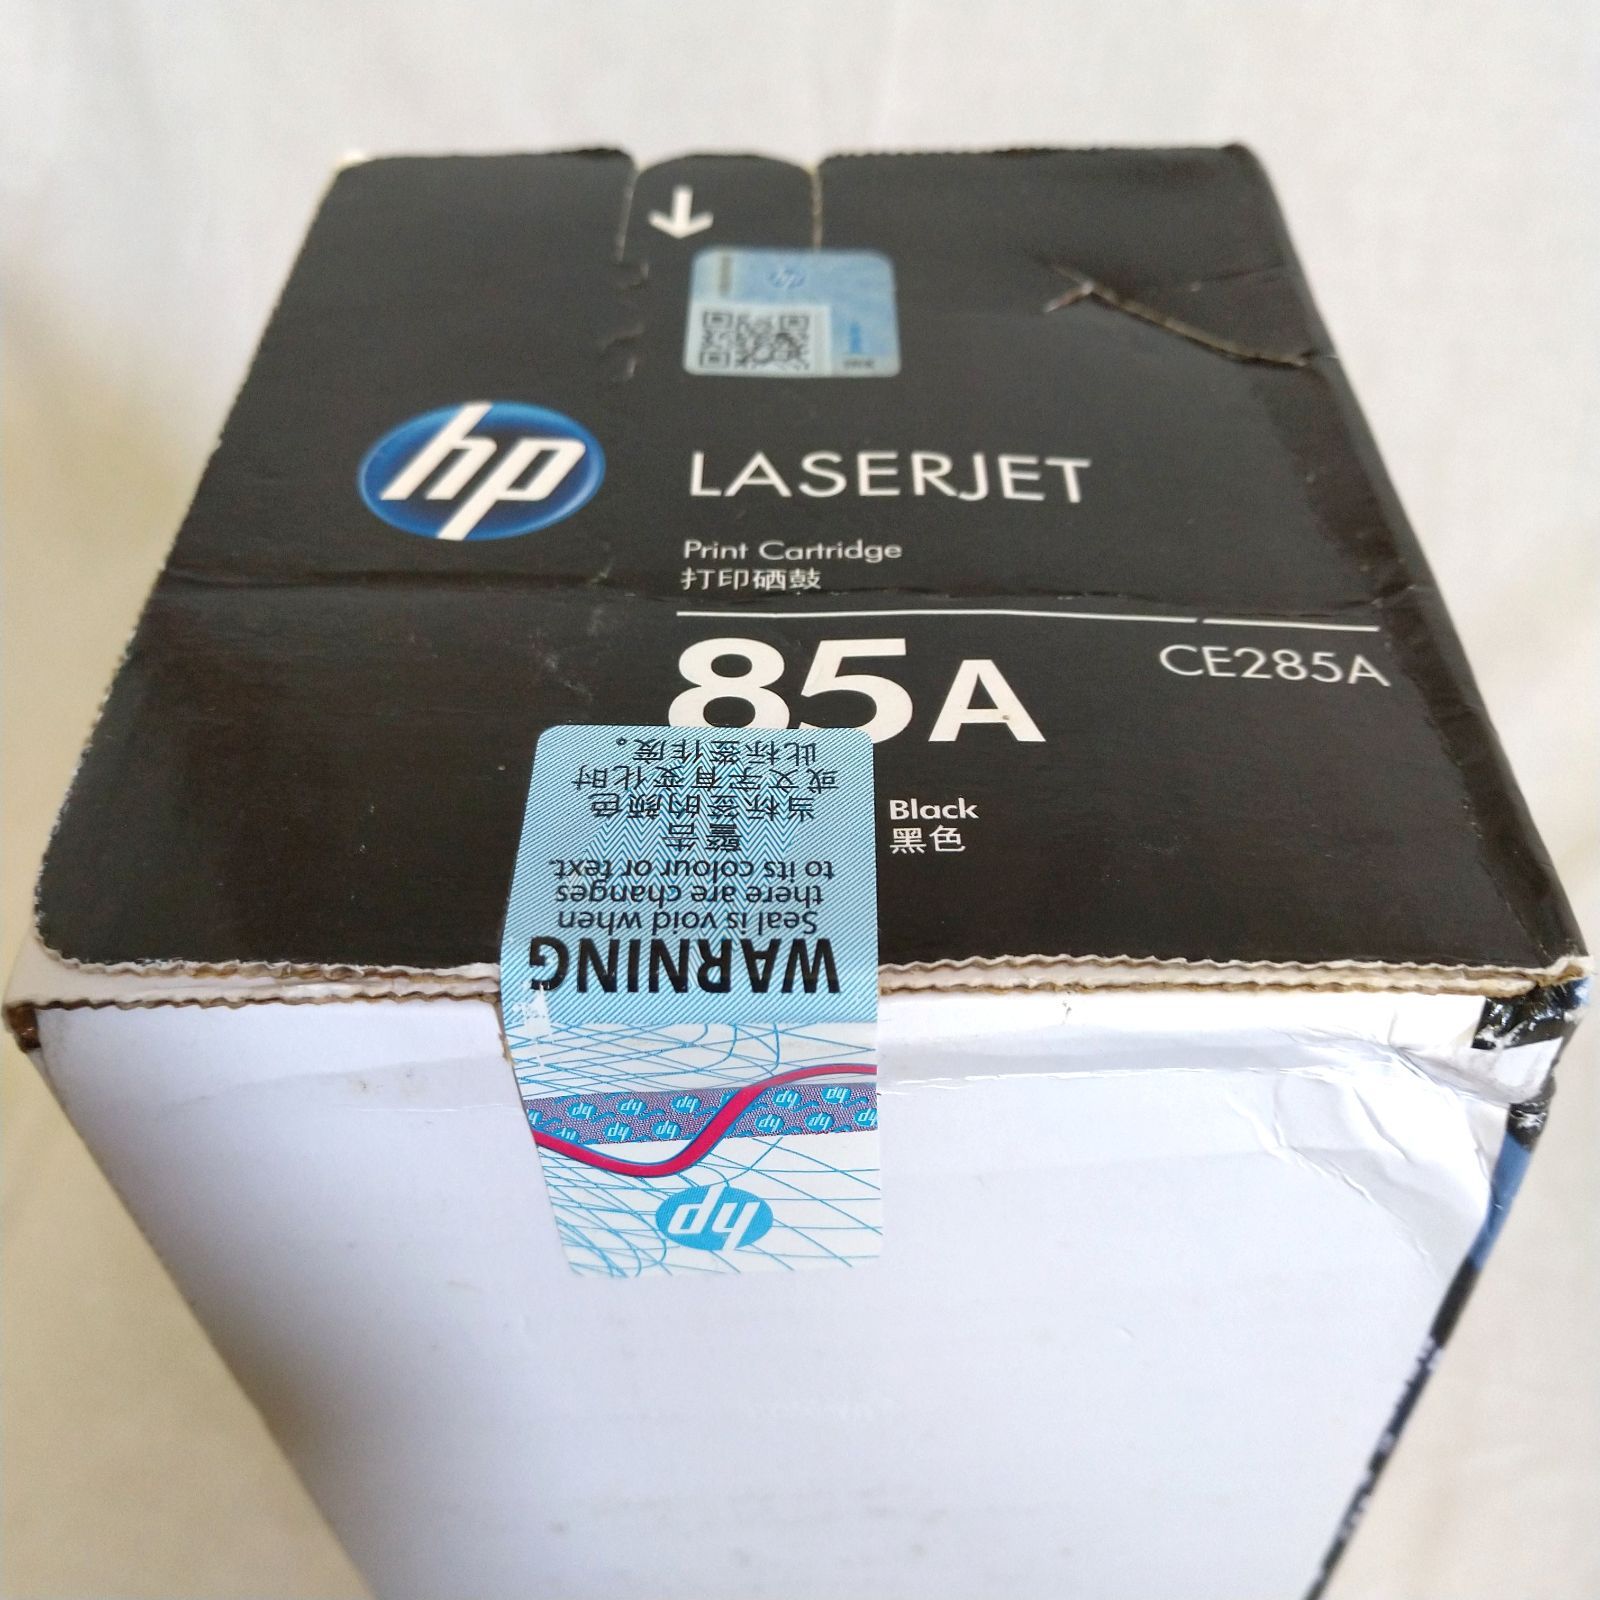 hp
hp
LASERJET
Print Cartridge
打印硒鼓
85A
CE285A
Black
黑色
WARNING
Seal is void when
there are changes
to its colour or text.
警告
当标签的颜色
或文字有变化时
此标签作废。
hp